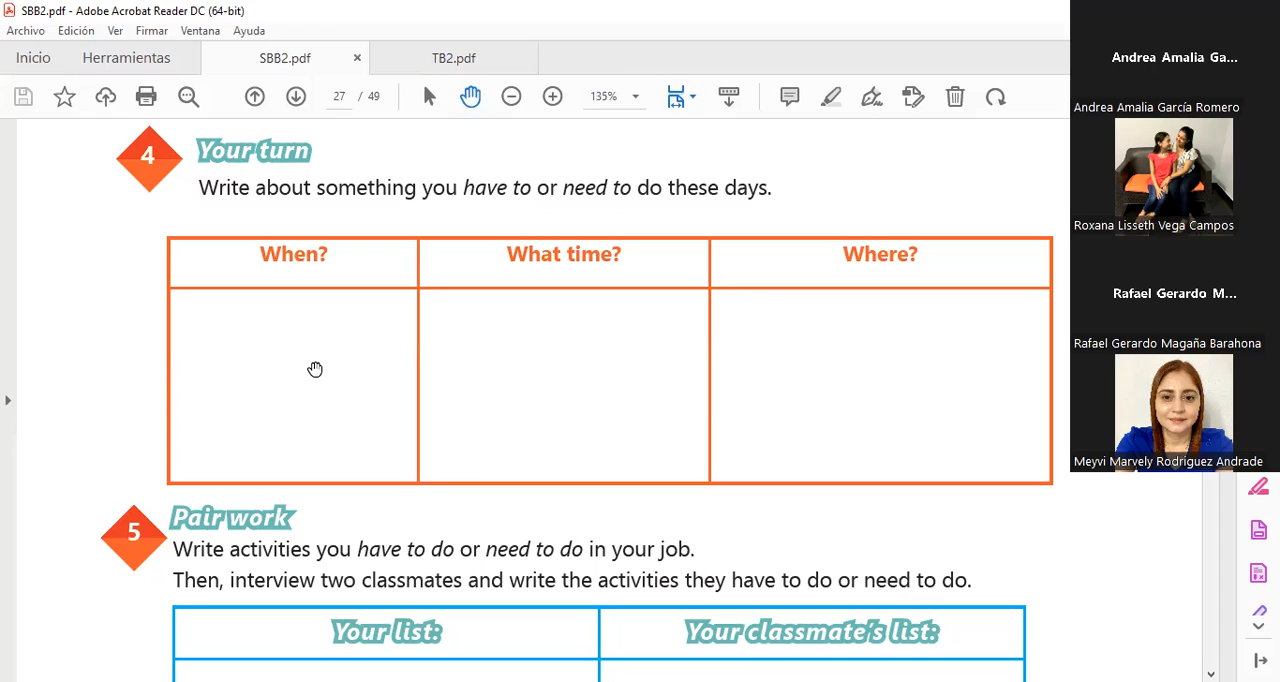 SBB2.pdf - Adobe Acrobat Reader DC (64-bit)
Archivo Edición Ver Firmar Ventana Ayuda
Inicio Herramientas SBB2.pdf × TB2.pdf
27 / 49 135%
4 Your turn
Write about something you have to or need to do these days.
When? What time? Where?
5 Pair work
Write activities you have to do or need to do in your job.
Then, interview two classmates and write the activities they have to do or need to do.
Your list: Your classmate's list:
Andrea Amalia Ga...
Andrea Amalia García Romero
Roxana Lisseth Vega Campos
Rafael Gerardo M...
Rafael Gerardo Magaña Barahona
Meyvi Marvely Rodriguez Andrade